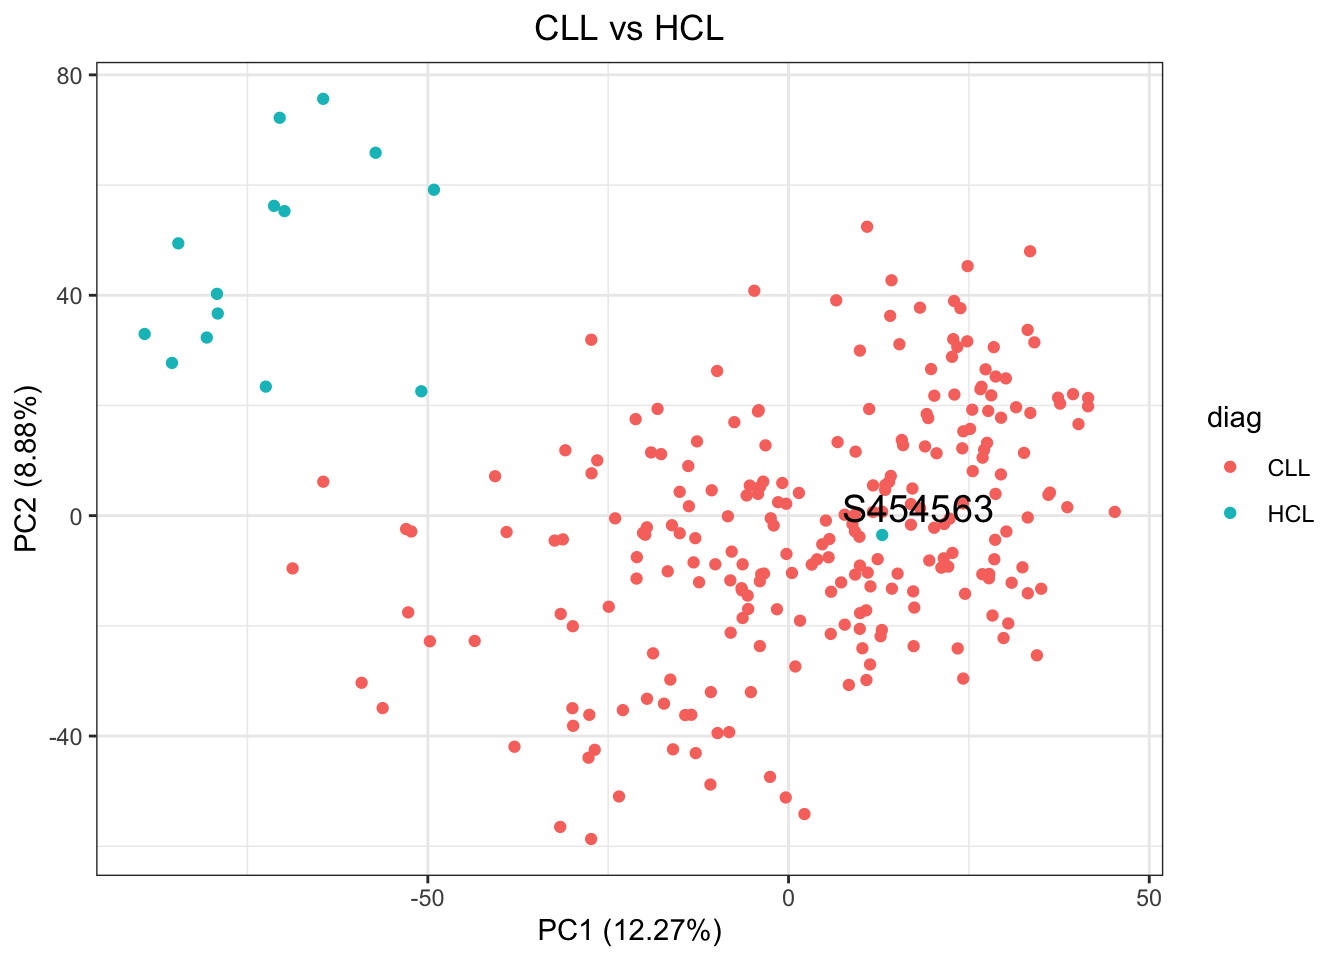 CLL vs HCL
80
40
0
-40
PC2 (8.88%)
S454563
-50
0
50
PC1 (12.27%)
diag
CLL
HCL